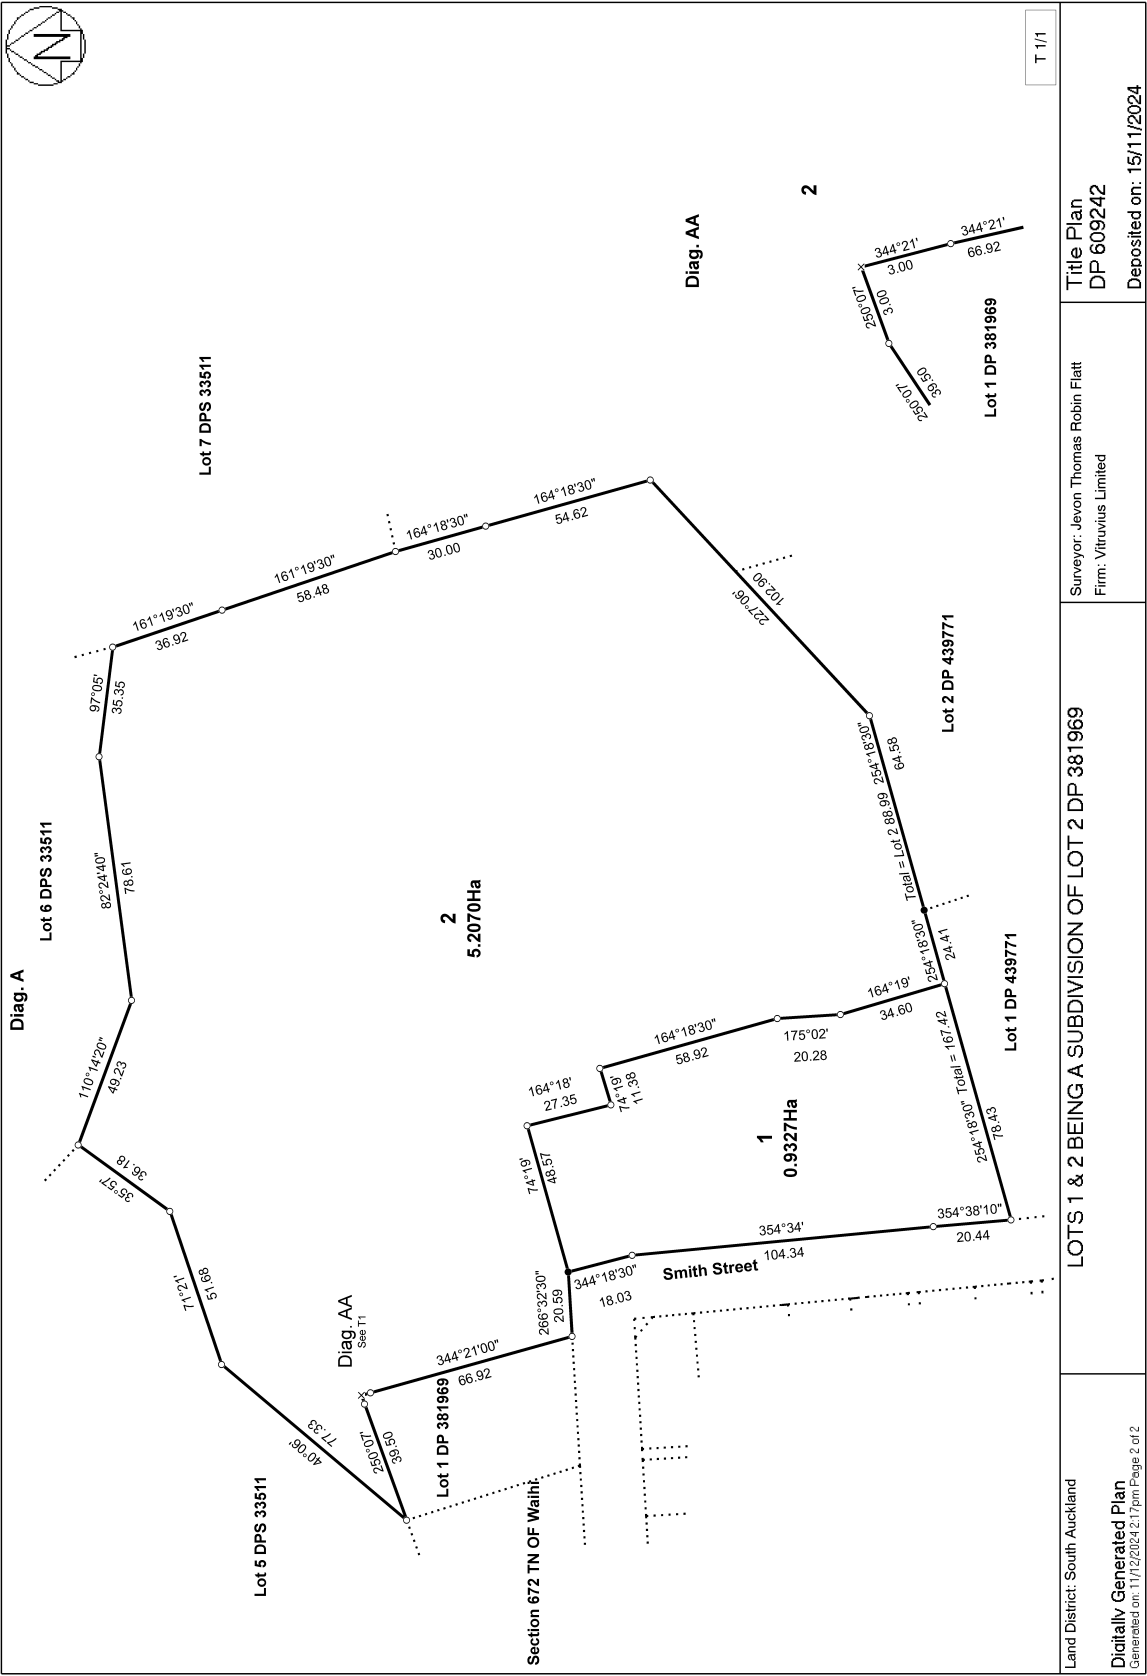 N
T 1/1
Diag. A
Lot 5 DPS 33511
Lot 6 DPS 33511
Lot 7 DPS 33511
40°06'
77.33
71°21'
51.68
35°57'
36.18
110°14'20"
49.23
82°24'40"
78.61
97°05'
35.35
161°19'30"
36.92
161°19'30"
58.48
164°18'30"
30.00
164°18'30"
54.62
227°06'
102.90
254°18'30"
64.58
Total = Lot 2 88.99
254°18'30"
24.41
2
5.2070Ha
Diag. AA
See T1
250°07'
39.50
344°21'00"
66.92
266°32'30"
20.59
Lot 1 DP 381969
Section 672 TN OF Waihi
74°19'
48.57
164°18'
27.35
74°19'
11.38
164°18'30"
58.92
175°02'
20.28
164°19'
34.60
1
0.9327Ha
344°18'30"
18.03
Smith Street
354°34'
104.34
354°38'10"
20.44
254°18'30"
78.43
Total = 167.42
Lot 1 DP 439771
Lot 2 DP 439771
Diag. AA
2
250°07'
39.50
250°07'
3.00
344°21'
3.00
344°21'
66.92
Lot 1 DP 381969
Land District: South Auckland
Digitally Generated Plan
Generated on: 11/12/2024 2:17pm Page 2 of 2
LOTS 1 & 2 BEING A SUBDIVISION OF LOT 2 DP 381969
Surveyor: Jevon Thomas Robin Flatt
Firm: Vitruvius Limited
Title Plan
DP 609242
Deposited on: 15/11/2024